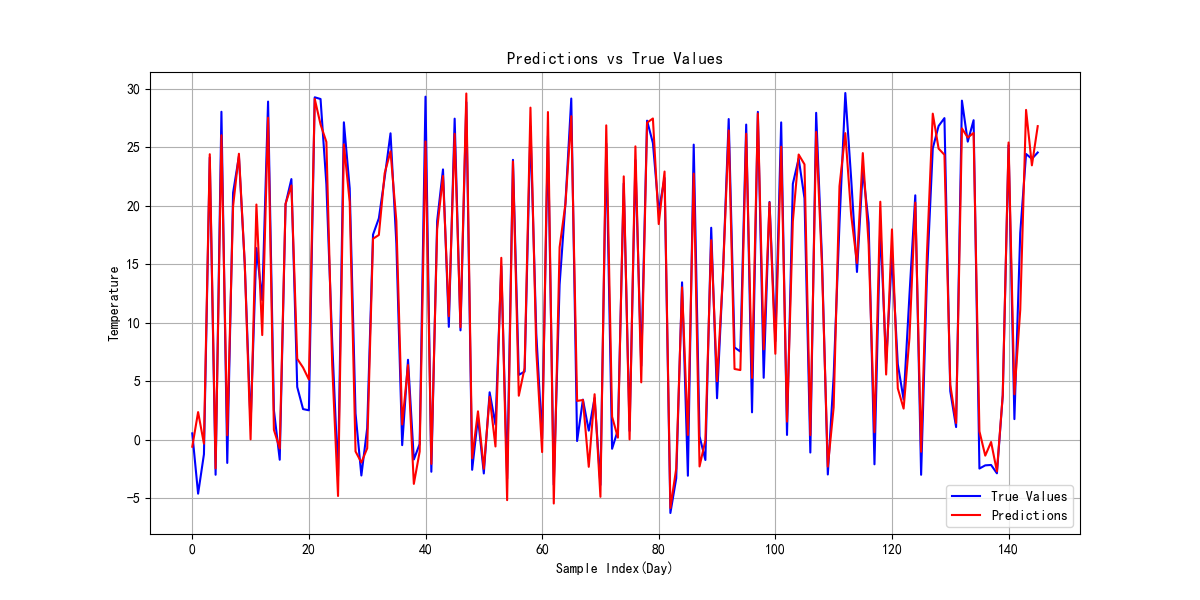 Predictions vs True Values
Temperature
30
25
20
15
10
5
0
−5
0 20 40 60 80 100 120 140
Sample Index(Day)
True Values
Predictions